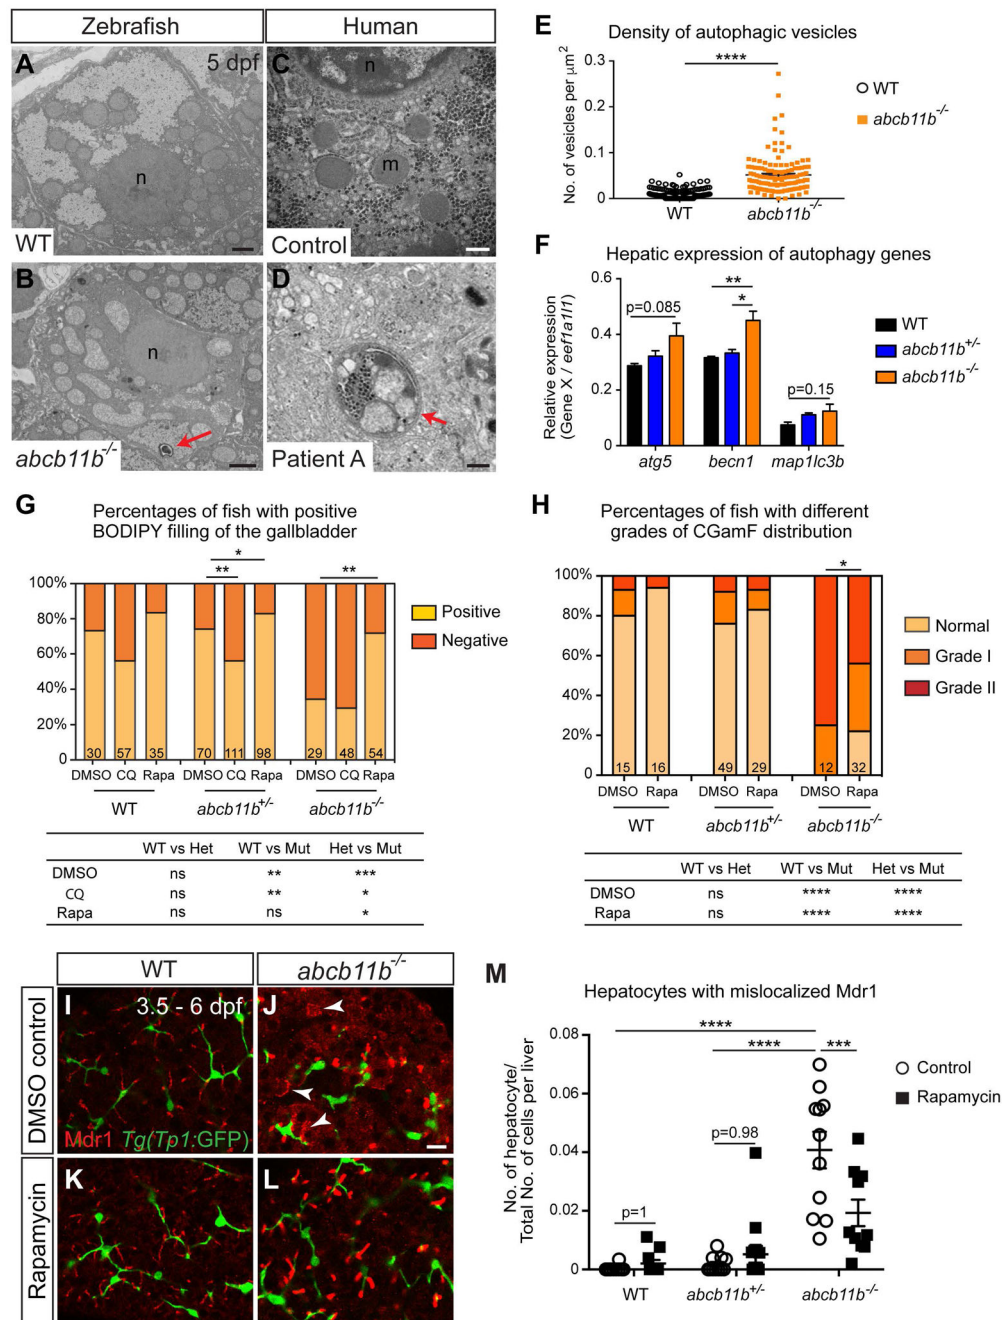 Zebrafish
Human
A
5 dpf
n
WT
C
n
m
Control
B
n
abcb11b-/-
D
Patient A
E
Density of autophagic vesicles
No. of vesicles per µm2
0.3
0.2
0.1
0
****
WT
abcb11b-/-
WT
abcb11b-/-
F
Hepatic expression of autophagy genes
Relative expression
(Gene X / eef1a1l1)
0.6
0.4
0.2
0
p=0.085
**
*
p=0.15
atg5
becn1
map1lc3b
WT
abcb11b+/-
abcb11b-/-
G
Percentages of fish with positive
BODIPY filling of the gallbladder
100%
80%
60%
40%
20%
0
**
*
**
30
57
35
70
111
98
29
48
54
DMSO CQ Rapa
DMSO CQ Rapa
DMSO CQ Rapa
WT
abcb11b+/-
abcb11b-/-
Positive
Negative
WT vs Het WT vs Mut Het vs Mut
DMSO ns ** ***
CQ ns ** *
Rapa ns ns *
H
Percentages of fish with different
grades of CGamF distribution
100%
80%
60%
40%
20%
0%
*
15
16
49
29
12
32
DMSO Rapa
DMSO Rapa
DMSO Rapa
WT
abcb11b+/-
abcb11b-/-
Normal
Grade I
Grade II
WT vs Het WT vs Mut Het vs Mut
DMSO ns **** ****
Rapa ns **** ****
WT
abcb11b-/-
DMSO control
Rapamycin
I
3.5 - 6 dpf
Mdr1 Tg(Tp1:GFP)
J
K
L
M
Hepatocytes with mislocalized Mdr1
No. of hepatocyte/
Total No. of cells per liver
0.08
0.06
0.04
0.02
0
****
****
***
p=0.98
p=1
Control
Rapamycin
WT
abcb11b+/-
abcb11b-/-